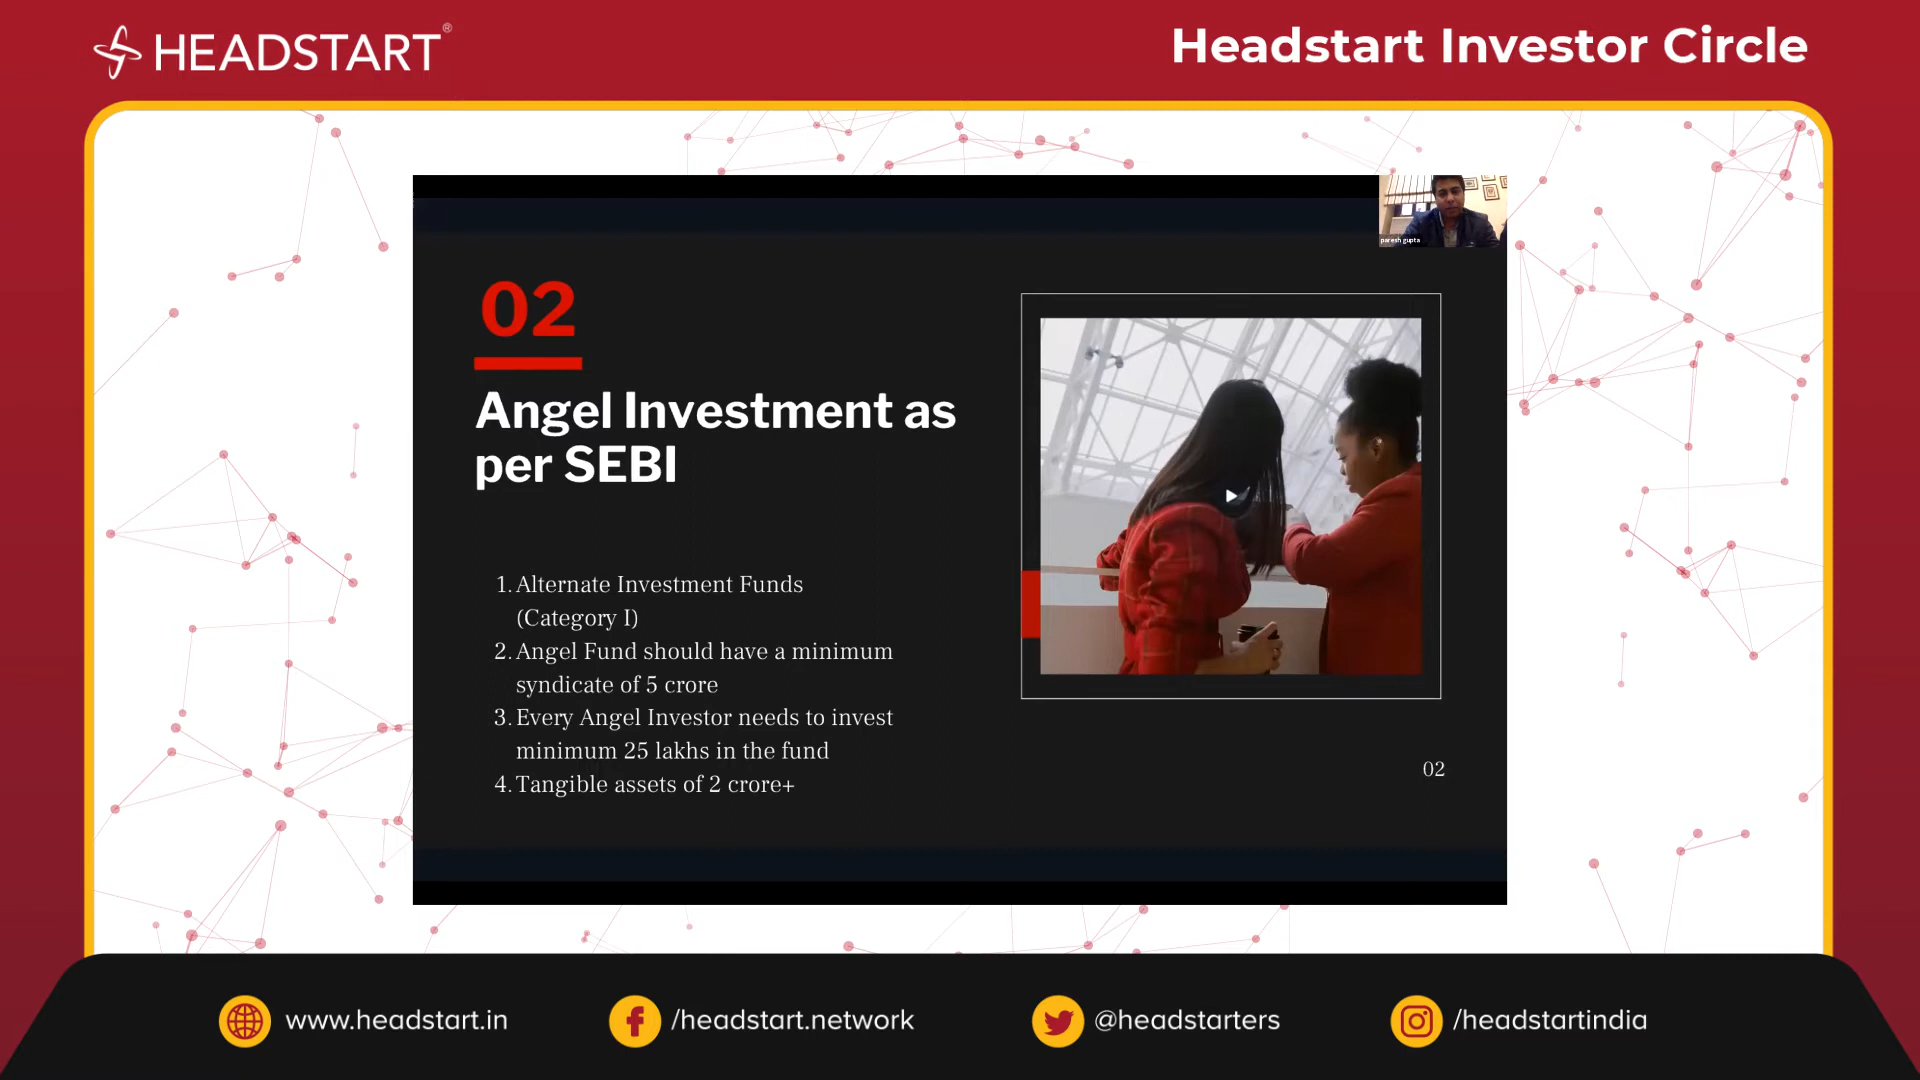 HEADSTART®
Headstart Investor Circle
paresh gupta
02
Angel Investment as
per SEBI
1. Alternate Investment Funds
(Category I)
2. Angel Fund should have a minimum
syndicate of 5 crore
3. Every Angel Investor needs to invest
minimum 25 lakhs in the fund
4. Tangible assets of 2 crore+
02
www.headstart.in
/headstart.network
@headstarters
/headstartindia